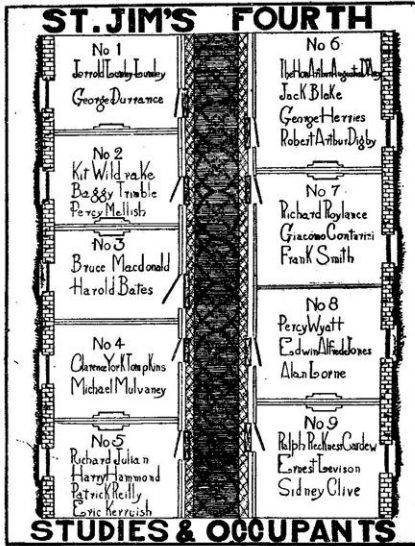 ST. JIM'S FOURTH
No 1
Jerrold Lumley-Lumley
George Durrance
No 2
Kit Wildrake
Baggy Trimble
Percy Mellish
No 3
Bruce Macdonald
Harold Bates
No 4
Clarence York Tompkins
Michael Mulvaney
No 5
Richard Julian
Harry Hammond
Patrick Reilly
Eric Kerruish
No 6
The Hon Arthur Augustus D'Arcy
Jack Blake
George Herries
Robert Arthur Digby
No 7
Richard Roylance
Giacomo Contarini
Frank Smith
No 8
Percy Wyatt
Edwin Alfred Jones
Alan Lorne
No 9
Ralph Reckness Cardew
Ernest Levison
Sidney Clive
STUDIES & OCCUPANTS